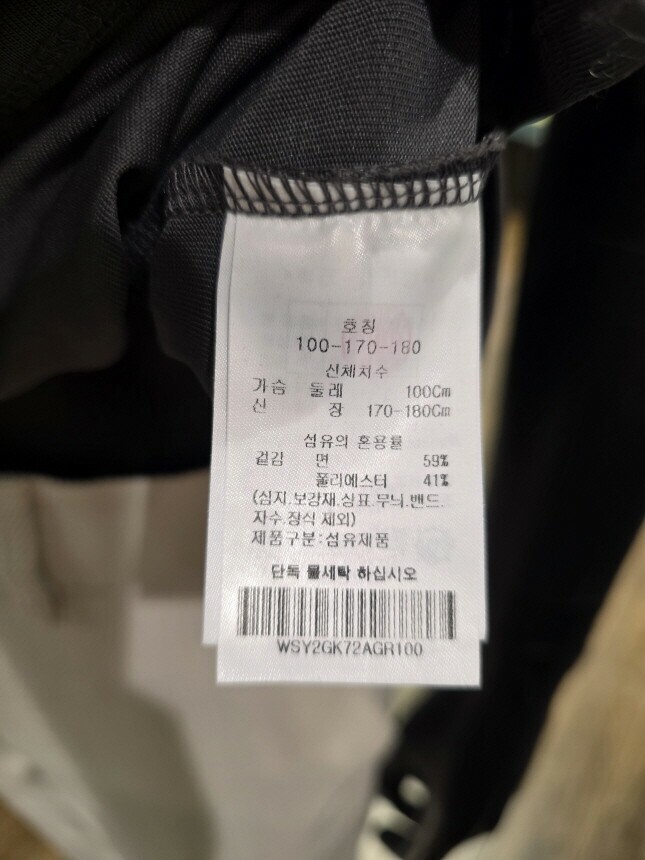 호칭
100-170-180
신체치수
가슴 둘레 100Cm
신 장 170-180Cm
섬유의 혼용률
겉감 면 59%
폴리에스터 41%
(심지.보강재.상표.무늬.밴드.
자수.장식 제외)
제품구분:섬유제품
단독 물세탁 하십시오
WSY2GK72AGR100